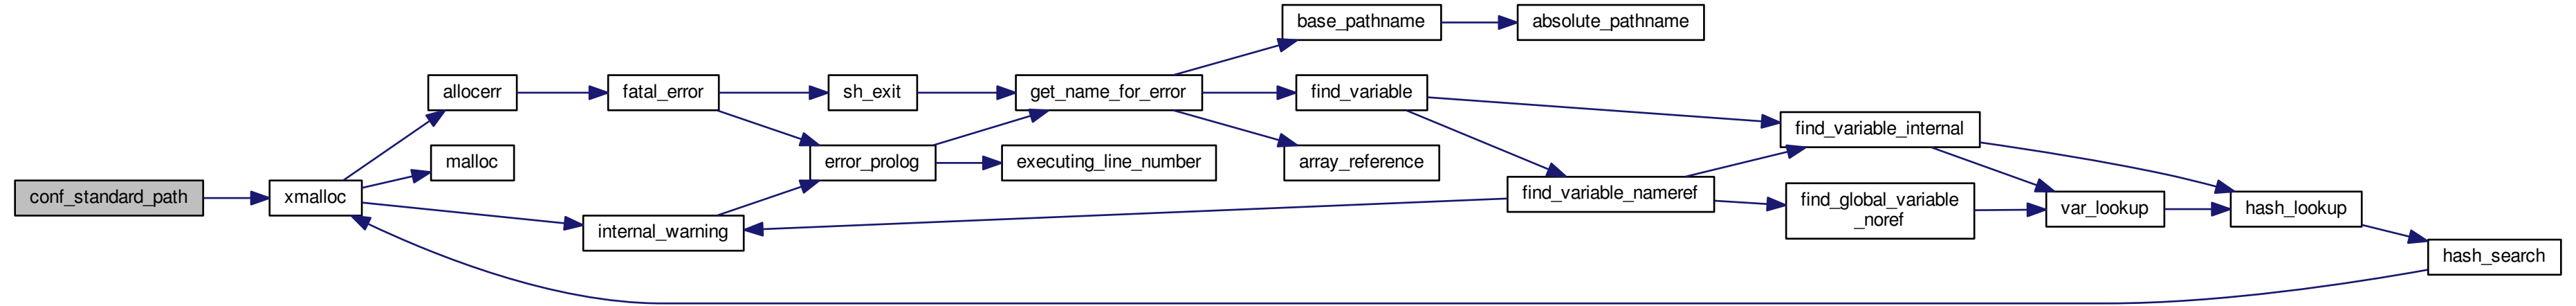 base_pathname
absolute_pathname
allocerr
fatal_error
sh_exit
get_name_for_error
find_variable
find_variable_internal
malloc
error_prolog
executing_line_number
array_reference
conf_standard_path
xmalloc
find_variable_nameref
find_global_variable
_noref
var_lookup
hash_lookup
internal_warning
hash_search